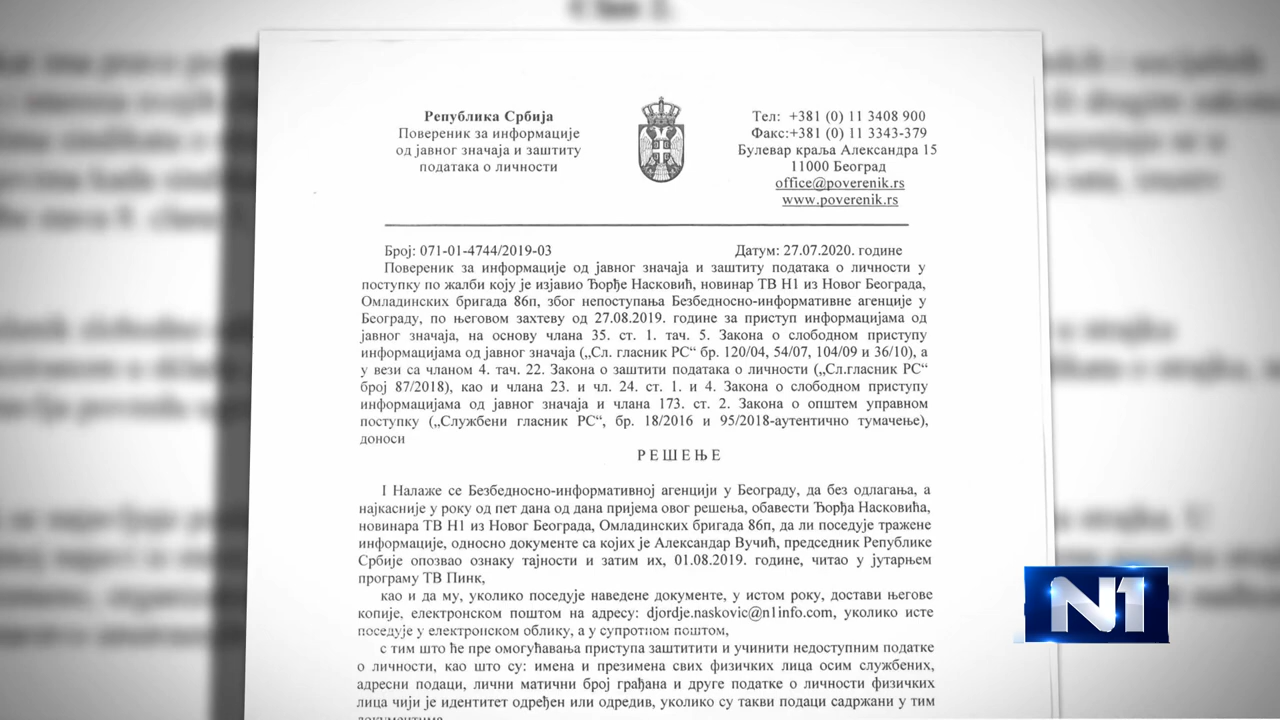 Clan 2.
Република Србија
Повереник за информације
од јавног значаја и заштиту
података о личности
Тел: +381 (0) 11 3408 900
Факс:+381 (0) 11 3343-379
Булевар краља Александра 15
11000 Београд
office@poverenik.rs
www.poverenik.rs
Број: 071-01-4744/2019-03
Датум: 27.07.2020. године
Повереник за информације од јавног значаја и заштиту података о личности у
поступку по жалби коју је изјавио Ђорђе Насковић, новинар ТВ Н1 из Новог Београда,
Омладинских бригада 86п, због непоступања Безбедносно-информативне агенције у
Београду, по његовом захтеву од 27.08.2019. године за приступ информацијама од
јавног значаја, на основу члана 35. ст. 1. тач. 5. Закона о слободном приступу
информацијама од јавног значаја („Сл. гласник РС“ бр. 120/04, 54/07, 104/09 и 36/10), а
у вези са чланом 4. тач. 22. Закона о заштити података о личности („Сл.гласник РС“
број 87/2018), као и члана 23. и чл. 24. ст. 1. и 4. Закона о слободном приступу
информацијама од јавног значаја и члана 173. ст. 2. Закона о општем управном
поступку („Службени гласник РС“, бр. 18/2016 и 95/2018-аутентично тумачење),
доноси
Р Е Ш Е Њ Е
I Налаже се Безбедносно-информативној агенцији у Београду, да без одлагања, а
најкасније у року од пет дана од дана пријема овог решења, обавести Ђорђа Насковића,
новинара ТВ Н1 из Новог Београда, Омладинских бригада 86п, да ли поседује тражене
информације, односно документе са којих је Александар Вучић, председник Републике
Србије опозвао ознаку тајности и затим их, 01.08.2019. године, читао у јутарњем
програму ТВ Пинк,
као и да му, уколико поседује наведене документе, у истом року, достави његове
копије, електронском поштом на адресу: djordje.naskovic@n1info.com, уколико исте
поседује у електронском облику, а у супротном поштом,
с тим што ће пре омогућавања приступа заштитити и учинити недоступним податке
о личности, као што су: имена и презимена свих физичких лица осим службених,
адресни подаци, лични матични број грађана и друге податке о личности физичких
лица чији је идентитет одређен или одредив, уколико су такви подаци садржани у тим
N1